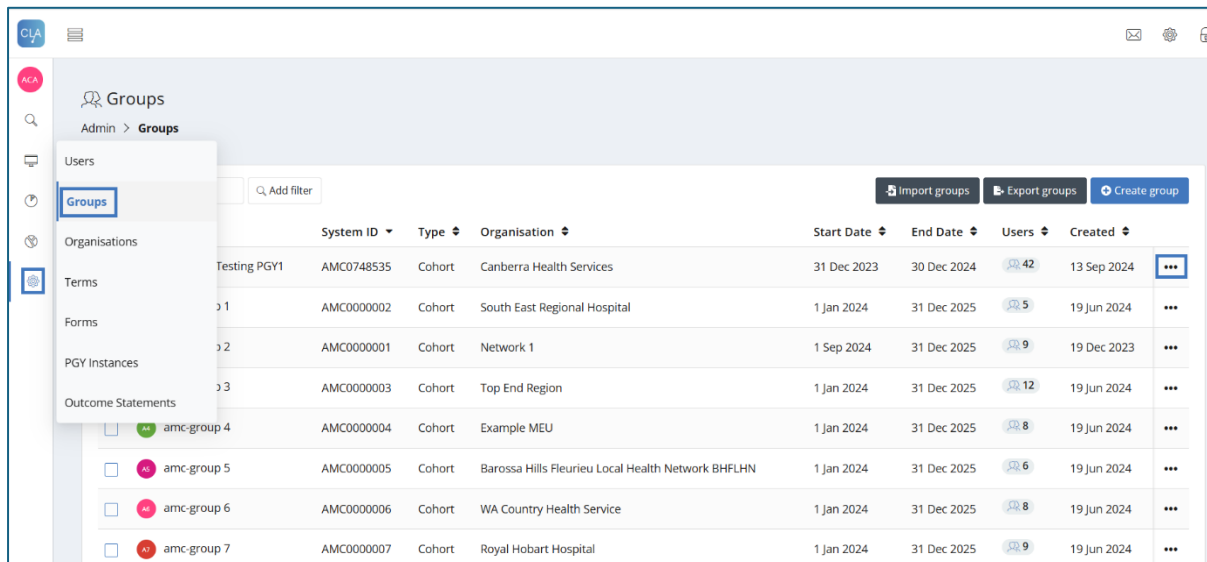 CLA
ACA
Groups
Admin > Groups
Users
Groups
Organisations
Terms
Forms
PGY Instances
Outcome Statements
Add filter
Import groups
Export groups
Create group
System ID Type Organisation Start Date End Date Users Created
Testing PGY1 AMC0748535 Cohort Canberra Health Services 31 Dec 2023 30 Dec 2024 42 13 Sep 2024
1 AMC0000002 Cohort South East Regional Hospital 1 Jan 2024 31 Dec 2025 5 19 Jun 2024
2 AMC0000001 Cohort Network 1 1 Sep 2024 31 Dec 2025 9 19 Dec 2023
3 AMC0000003 Cohort Top End Region 1 Jan 2024 31 Dec 2025 12 19 Jun 2024
A4 amc-group 4 AMC0000004 Cohort Example MEU 1 Jan 2024 31 Dec 2025 8 19 Jun 2024
A5 amc-group 5 AMC0000005 Cohort Barossa Hills Fleurieu Local Health Network BHFLHN 1 Jan 2024 31 Dec 2025 6 19 Jun 2024
A6 amc-group 6 AMC0000006 Cohort WA Country Health Service 1 Jan 2024 31 Dec 2025 8 19 Jun 2024
A7 amc-group 7 AMC0000007 Cohort Royal Hobart Hospital 1 Jan 2024 31 Dec 2025 9 19 Jun 2024